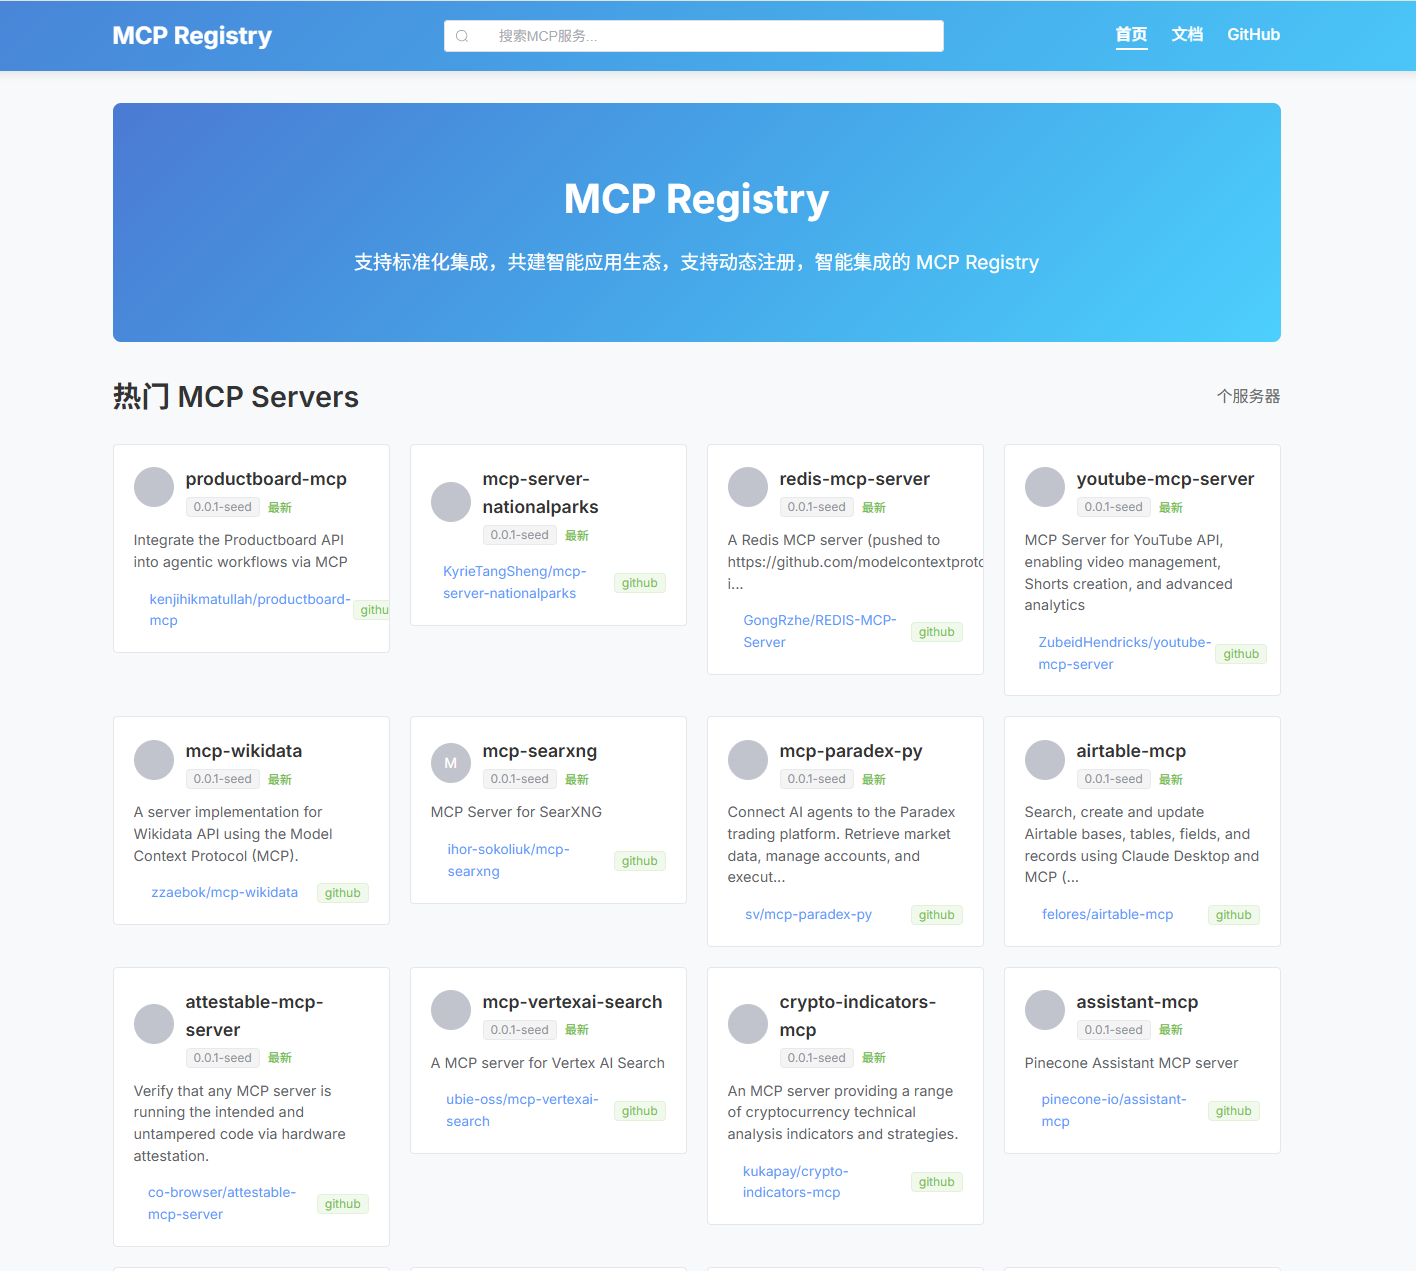 MCP Registry
搜索MCP服务...
首页
文档
GitHub
MCP Registry
支持标准化集成，共建智能应用生态，支持动态注册，智能集成的 MCP Registry
热门 MCP Servers
个服务器
productboard-mcp
0.0.1-seed 最新
Integrate the Productboard API
into agentic workflows via MCP
kenjihikmatullah/productboard-
mcp
githu
mcp-server-
nationalparks
0.0.1-seed 最新
KyrieTangSheng/mcp-
server-nationalparks
github
redis-mcp-server
0.0.1-seed 最新
A Redis MCP server (pushed to
https://github.com/modelcontextproto
i...
GongRzhe/REDIS-MCP-
Server
github
youtube-mcp-server
0.0.1-seed 最新
MCP Server for YouTube API,
enabling video management,
Shorts creation, and advanced
analytics
ZubeidHendricks/youtube-
mcp-server
github
mcp-wikidata
0.0.1-seed 最新
A server implementation for
Wikidata API using the Model
Context Protocol (MCP).
zzaebok/mcp-wikidata
github
M
mcp-searxng
0.0.1-seed 最新
MCP Server for SearXNG
ihor-sokoliuk/mcp-
searxng
github
mcp-paradex-py
0.0.1-seed 最新
Connect AI agents to the Paradex
trading platform. Retrieve market
data, manage accounts, and
execut...
sv/mcp-paradex-py
github
airtable-mcp
0.0.1-seed 最新
Search, create and update
Airtable bases, tables, fields, and
records using Claude Desktop and
MCP (...
felores/airtable-mcp
github
attestable-mcp-
server
0.0.1-seed 最新
Verify that any MCP server is
running the intended and
untampered code via hardware
attestation.
co-browser/attestable-
mcp-server
github
mcp-vertexai-search
0.0.1-seed 最新
A MCP server for Vertex AI Search
ubie-oss/mcp-vertexai-
search
github
crypto-indicators-
mcp
0.0.1-seed 最新
An MCP server providing a range
of cryptocurrency technical
analysis indicators and strategies.
kukapay/crypto-
indicators-mcp
github
assistant-mcp
0.0.1-seed 最新
Pinecone Assistant MCP server
pinecone-io/assistant-
mcp
github